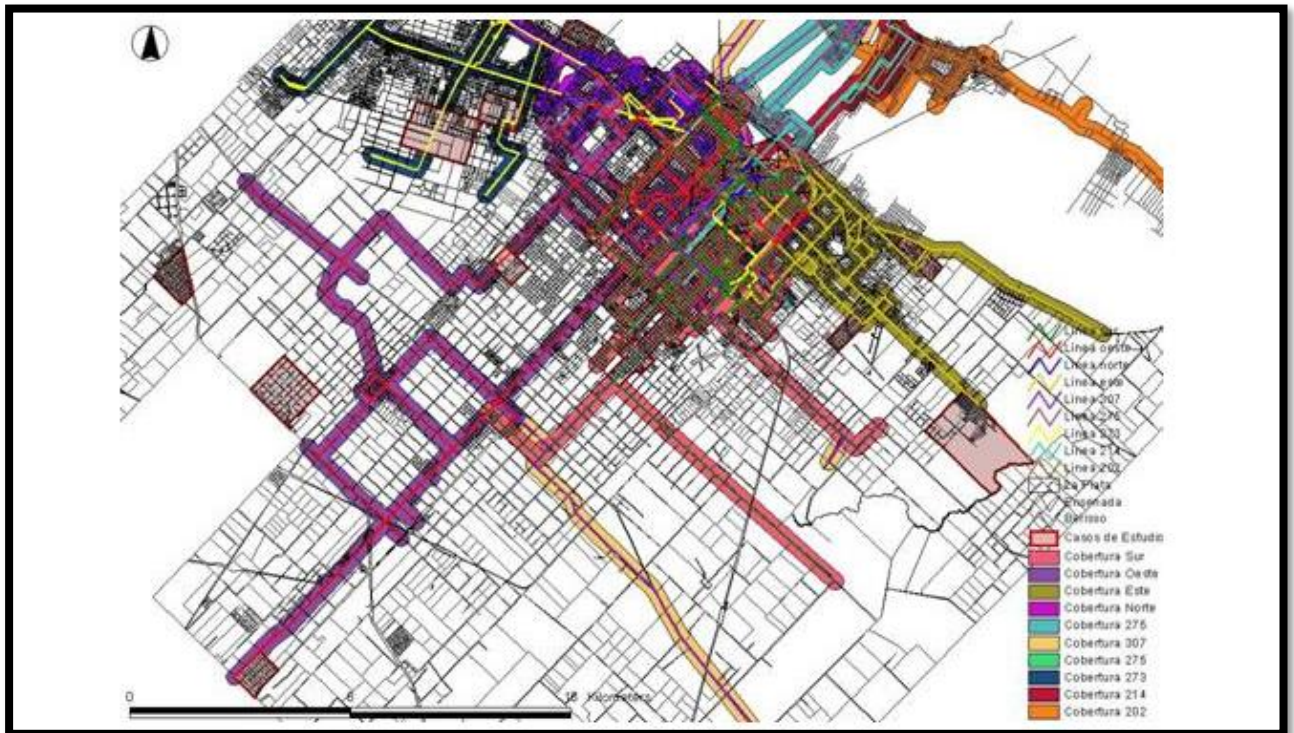 Linea oeste
Linea norte
Linea este
Linea 307
Linea 275
Linea 273
Linea 214
Linea 202
La Plata
Ensenada
Berisso
Casos de Estudio
Cobertura Sur
Cobertura Oeste
Cobertura Este
Cobertura Norte
Cobertura 275
Cobertura 307
Cobertura 275
Cobertura 273
Cobertura 214
Cobertura 202
0
Kilometers